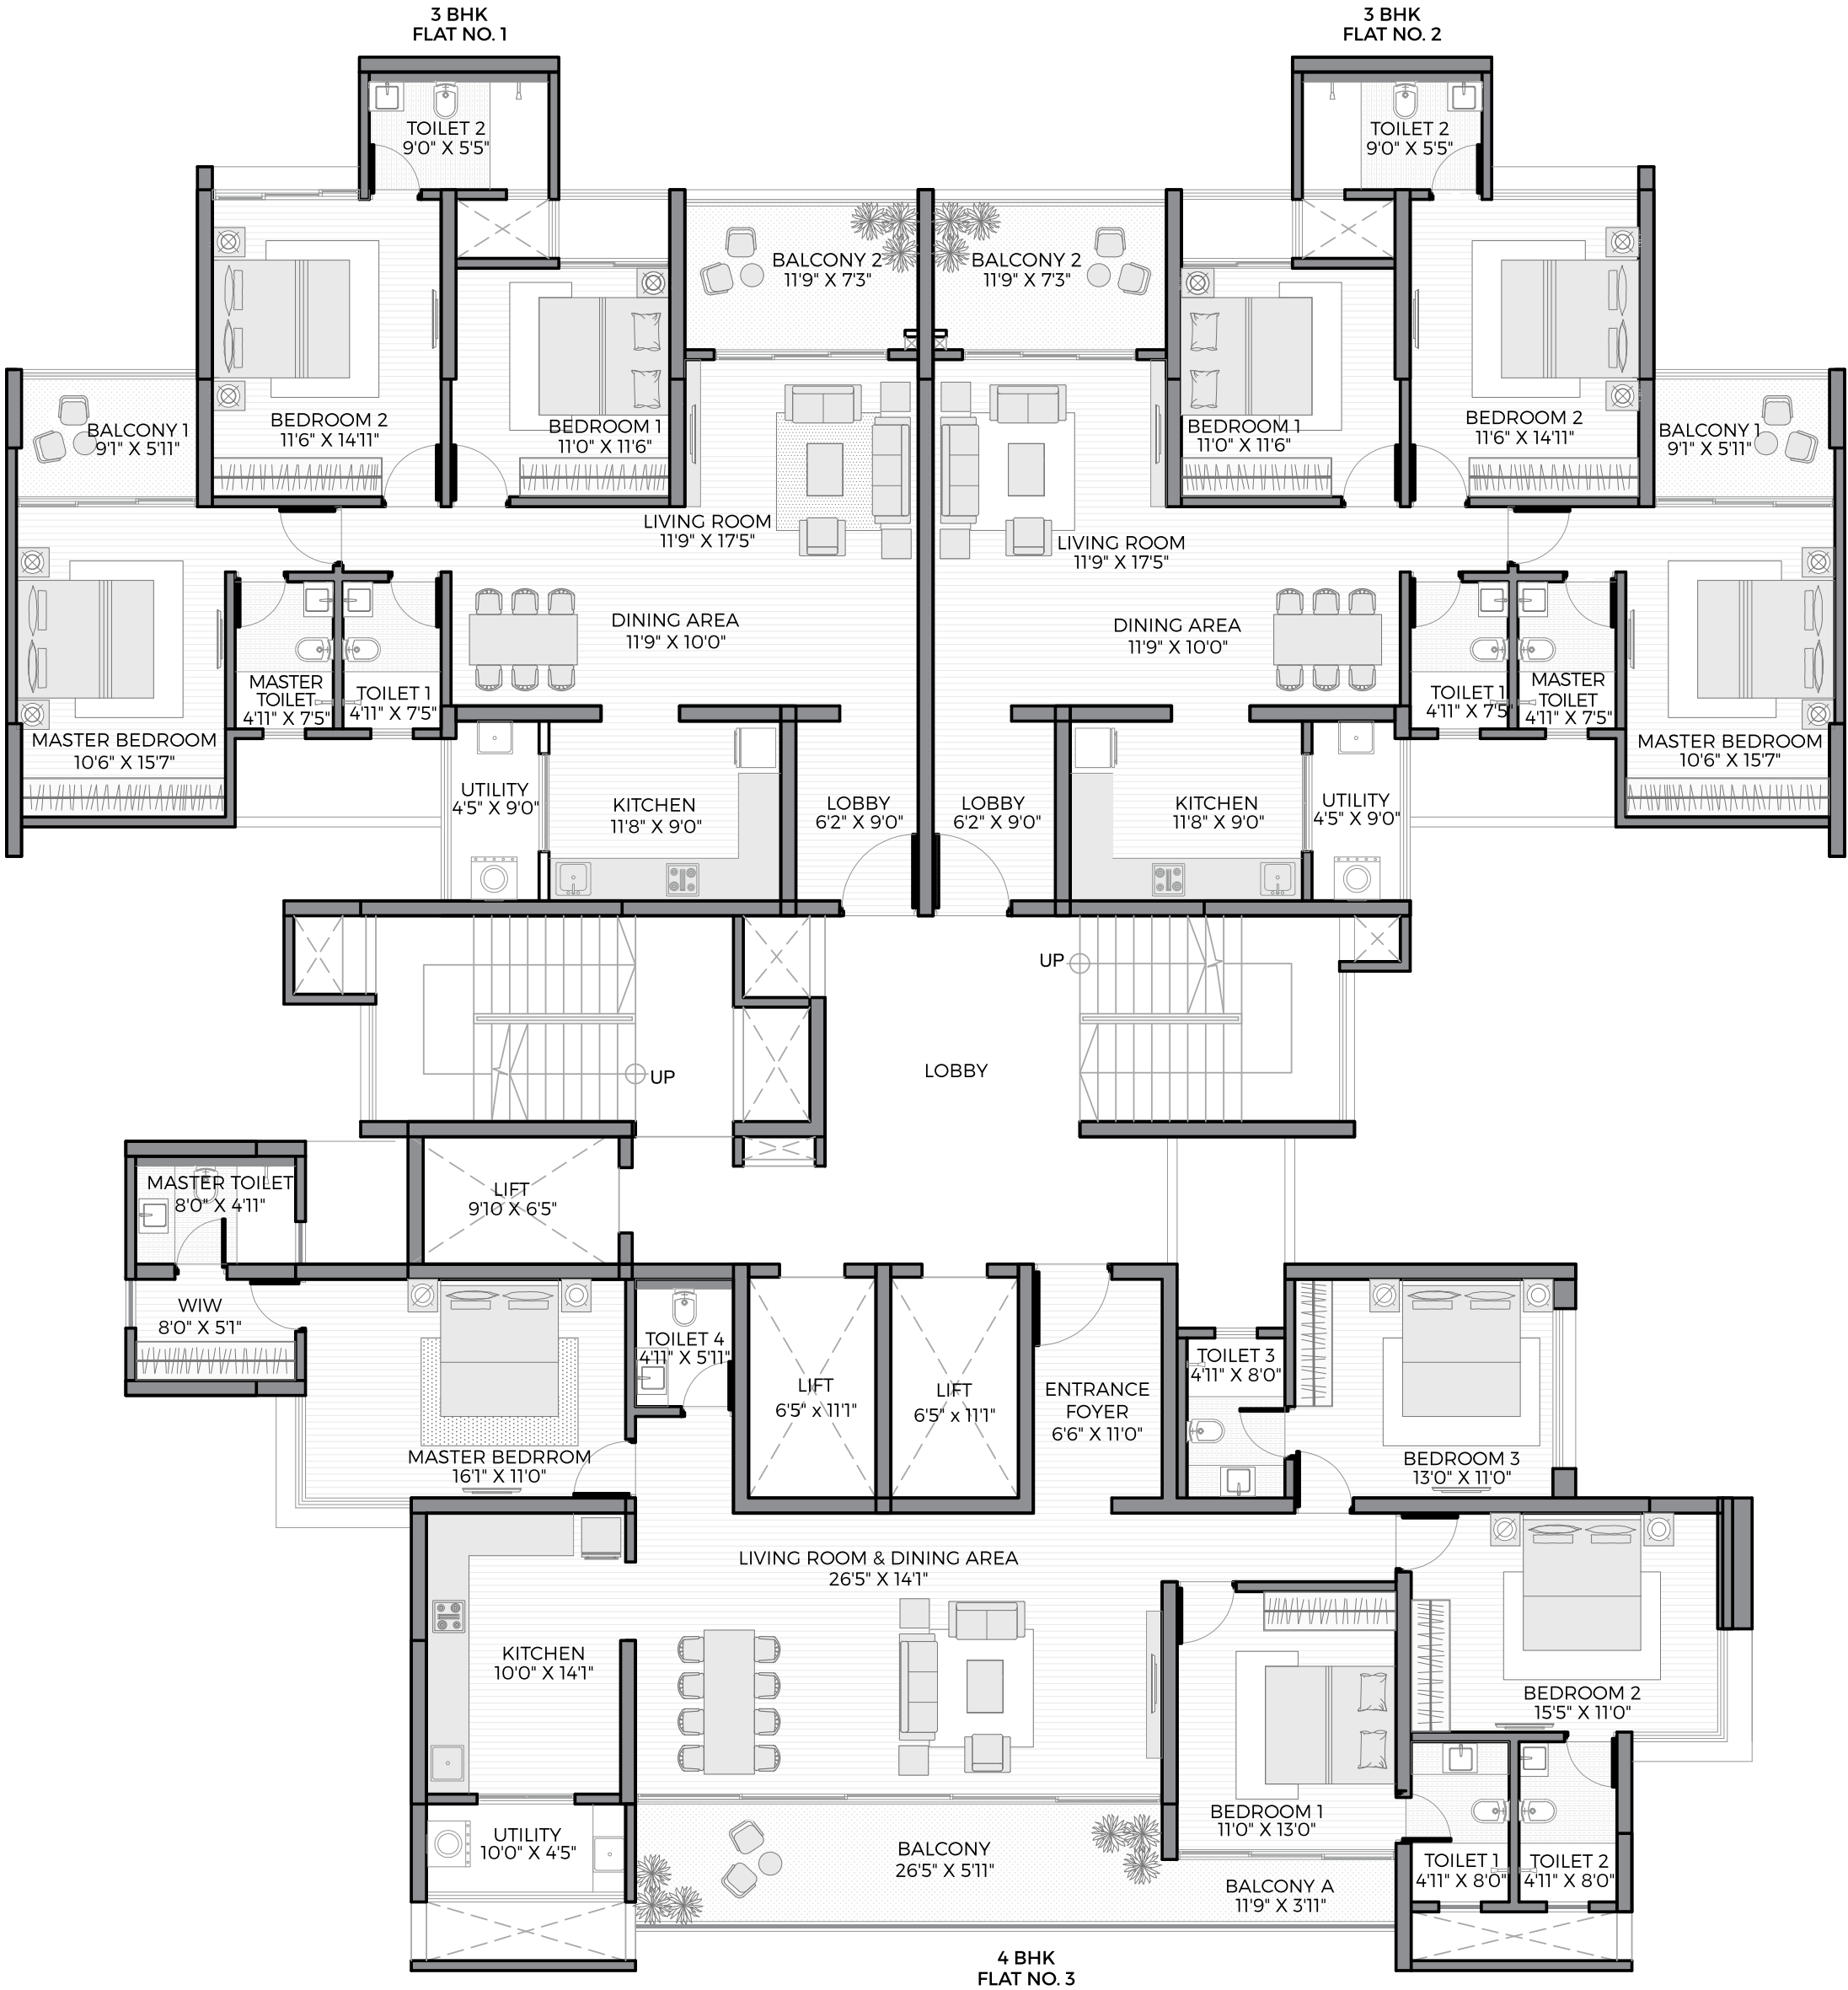 3 BHK
FLAT NO. 1
3 BHK
FLAT NO. 2
TOILET 2
9'0" X 5'5"
TOILET 2
9'0" X 5'5"
BALCONY 2
11'9" X 7'3"
BALCONY 2
11'9" X 7'3"
BALCONY 1
9'1" X 5'11"
BEDROOM 2
11'6" X 14'11"
BEDROOM 1
11'0" X 11'6"
BEDROOM 1
11'0" X 11'6"
BEDROOM 2
11'6" X 14'11"
BALCONY 1
9'1" X 5'11"
LIVING ROOM
11'9" X 17'5"
LIVING ROOM
11'9" X 17'5"
DINING AREA
11'9" X 10'0"
DINING AREA
11'9" X 10'0"
MASTER
TOILET
4'11" X 7'5"
TOILET 1
4'11" X 7'5"
TOILET 1
4'11" X 7'5"
MASTER
TOILET
4'11" X 7'5"
MASTER BEDROOM
10'6" X 15'7"
MASTER BEDROOM
10'6" X 15'7"
UTILITY
4'5" X 9'0"
KITCHEN
11'8" X 9'0"
LOBBY
6'2" X 9'0"
LOBBY
6'2" X 9'0"
KITCHEN
11'8" X 9'0"
UTILITY
4'5" X 9'0"
UP
UP
LOBBY
MASTER TOILET
8'0" X 4'11"
LIFT
9'10 X 6'5"
WIW
8'0" X 5'1"
TOILET 4
4'11" X 5'11"
LIFT
6'5" x 11'1"
LIFT
6'5" x 11'1"
ENTRANCE
FOYER
6'6" X 11'0"
TOILET 3
4'11" X 8'0"
MASTER BEDRROM
16'1" X 11'0"
BEDROOM 3
13'0" X 11'0"
LIVING ROOM & DINING AREA
26'5" X 14'1"
KITCHEN
10'0" X 14'1"
BEDROOM 2
15'5" X 11'0"
UTILITY
10'0" X 4'5"
BALCONY
26'5" X 5'11"
BEDROOM 1
11'0" X 13'0"
BALCONY A
11'9" X 3'11"
TOILET 1
4'11" X 8'0"
TOILET 2
4'11" X 8'0"
4 BHK
FLAT NO. 3